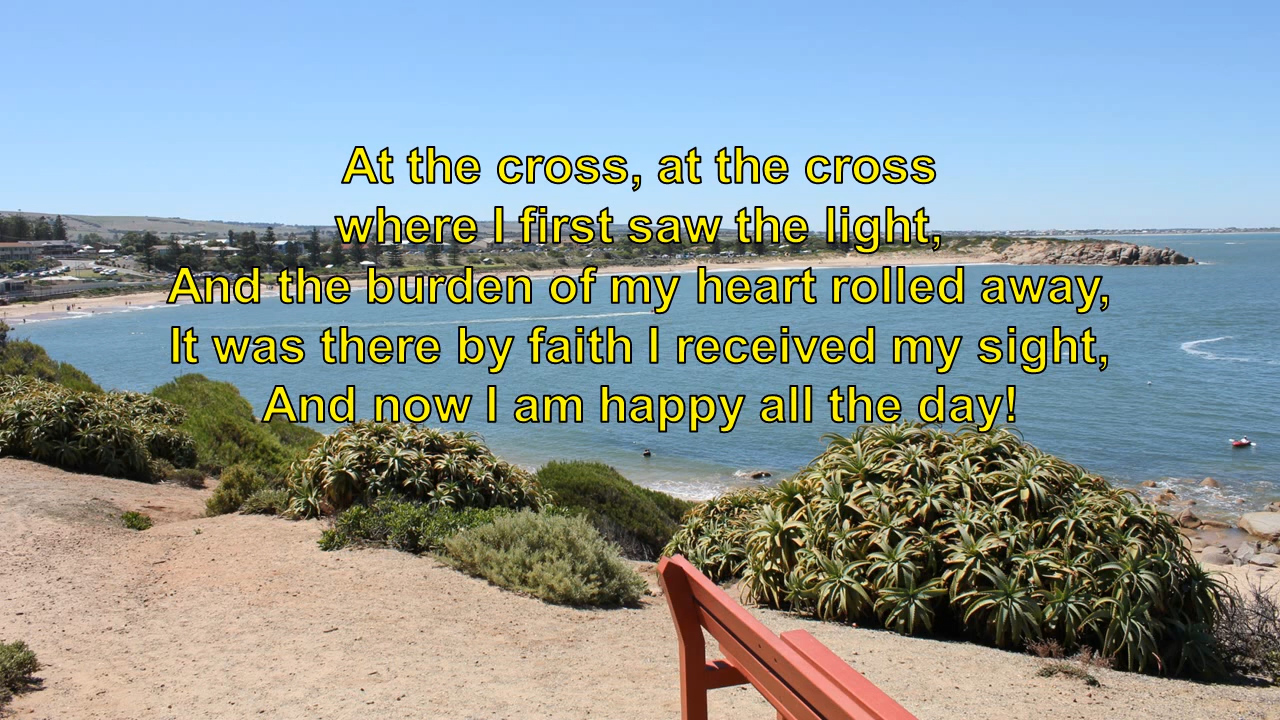 At the cross, at the cross
where I first saw the light,
And the burden of my heart rolled away,
It was there by faith I received my sight,
And now I am happy all the day!